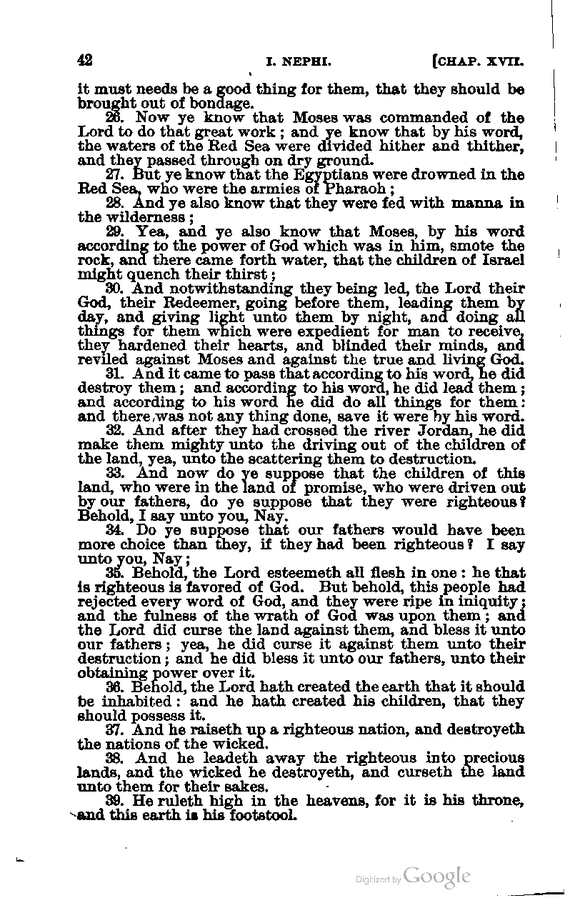 42 I. NEPHI. [CHAP. XVII.
it must needs be a good thing for them, that they should be
brought out of bondage.
26. Now ye know that Moses was commanded of the
Lord to do that great work; and ye know that by his word,
the waters of the Red Sea were divided hither and thither,
and they passed through on dry ground.
27. But ye know that the Egyptians were drowned in the
Red Sea, who were the armies of Pharaoh;
28. And ye also know that they were fed with manna in
the wilderness;
29. Yea, and ye also know that Moses, by his word
according to the power of God which was in him, smote the
rock, and there came forth water, that the children of Israel
might quench their thirst;
30. And notwithstanding they being led, the Lord their
God, their Redeemer, going before them, leading them by
day, and giving light unto them by night, and doing all
things for them which were expedient for man to receive,
they hardened their hearts, and blinded their minds, and
reviled against Moses and against the true and living God.
31. And it came to pass that according to his word, he did
destroy them; and according to his word, he did lead them;
and according to his word he did do all things for them:
and there was not any thing done, save it were by his word.
32. And after they had crossed the river Jordan, he did
make them mighty unto the driving out of the children of
the land, yea, unto the scattering them to destruction.
33. And now do ye suppose that the children of this
land, who were in the land of promise, who were driven out
by our fathers, do ye suppose that they were righteous?
Behold, I say unto you, Nay.
34. Do ye suppose that our fathers would have been
more choice than they, if they had been righteous? I say
unto you, Nay;
35. Behold, the Lord esteemeth all flesh in one: he that
is righteous is favored of God. But behold, this people had
rejected every word of God, and they were ripe in iniquity;
and the fulness of the wrath of God was upon them; and
the Lord did curse the land against them, and bless it unto
our fathers; yea, he did curse it against them unto their
destruction; and he did bless it unto our fathers, unto their
obtaining power over it.
36. Behold, the Lord hath created the earth that it should
be inhabited: and he hath created his children, that they
should possess it.
37. And he raiseth up a righteous nation, and destroyeth
the nations of the wicked.
38. And he leadeth away the righteous into precious
lands, and the wicked he destroyeth, and curseth the land
unto them for their sakes.
39. He ruleth high in the heavens, for it is his throne,
and this earth is his footstool.
Digitized by Google